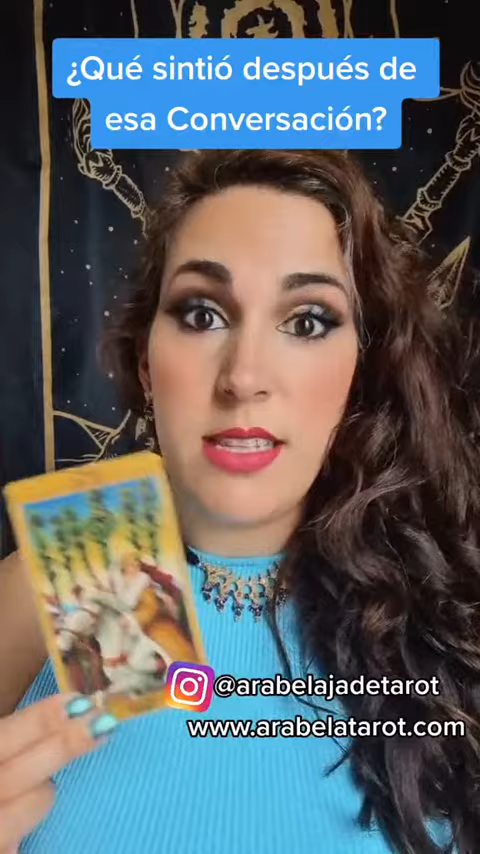 ¿Qué sintió después de
esa Conversación?
@arabelajadetarot
www.arabelatarot.com